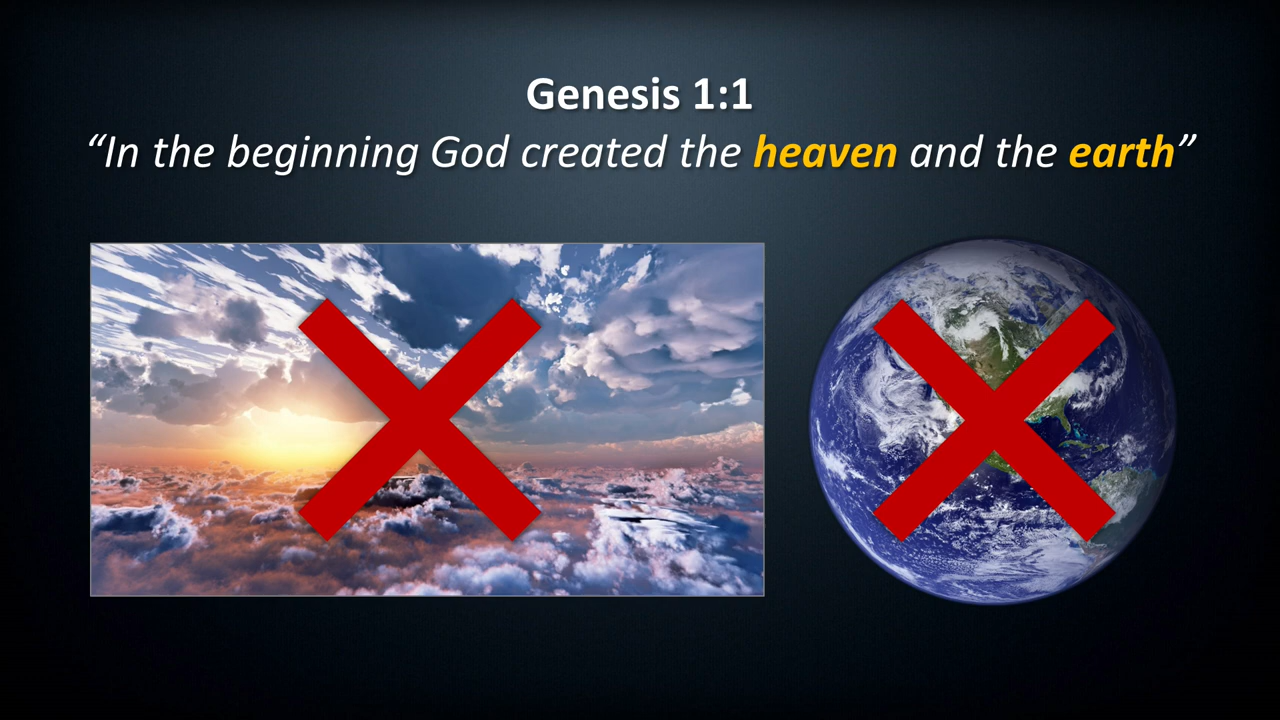 Genesis 1:1
“In the beginning God created the heaven and the earth”